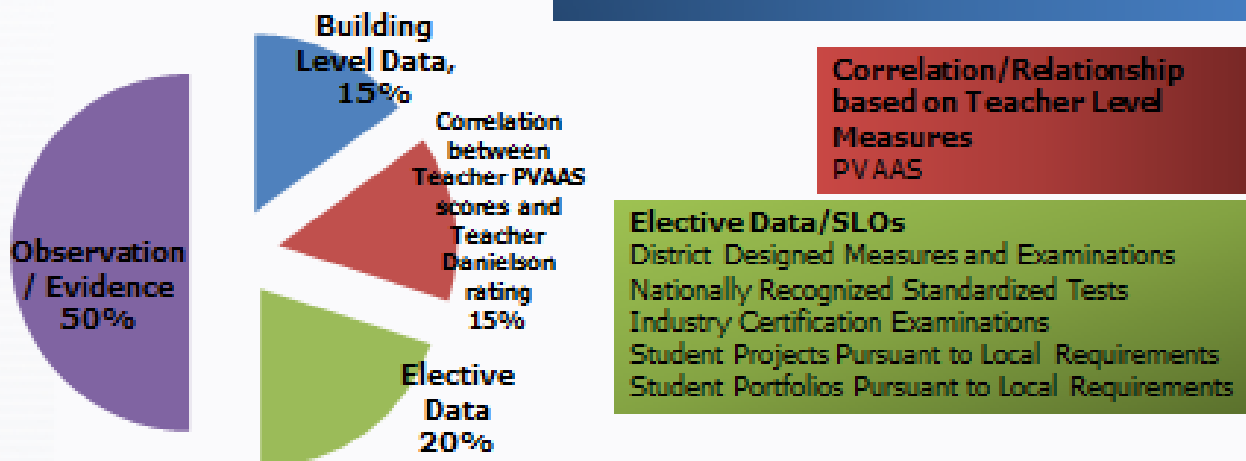 Building
Level Data,
15%
Correlation
between
Teacher PVAAS
scores and
Teacher
Danielson
rating
15%
Observation
/ Evidence
50%
Elective
Data
20%
Correlation/Relationship
based on Teacher Level
Measures
PVAAS
Elective Data/SLOs
District Designed Measures and Examinations
Nationally Recognized Standardized Tests
Industry Certification Examinations
Student Projects Pursuant to Local Requirements
Student Portfolios Pursuant to Local Requirements